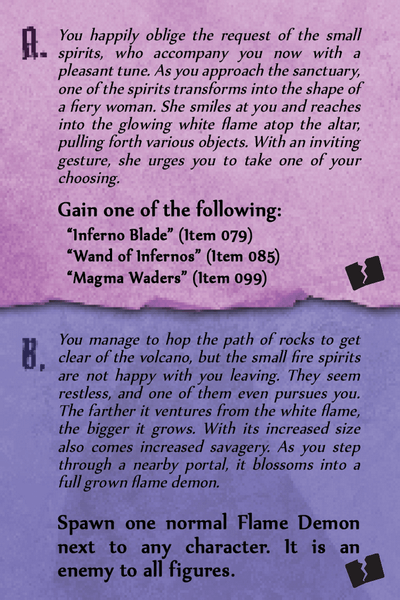 A. You happily oblige the request of the small
spirits, who accompany you now with a
pleasant tune. As you approach the sanctuary,
one of the spirits transforms into the shape of
a fiery woman. She smiles at you and reaches
into the glowing white flame atop the altar,
pulling forth various objects. With an inviting
gesture, she urges you to take one of your
choosing.
Gain one of the following:
“Inferno Blade” (Item 079)
“Wand of Infernos” (Item 085)
“Magma Waders” (Item 099)
B. You manage to hop the path of rocks to get
clear of the volcano, but the small fire spirits
are not happy with you leaving. They seem
restless, and one of them even pursues you.
The farther it ventures from the white flame,
the bigger it grows. With its increased size
also comes increased savagery. As you step
through a nearby portal, it blossoms into a
full grown flame demon.
Spawn one normal Flame Demon
next to any character. It is an
enemy to all figures.